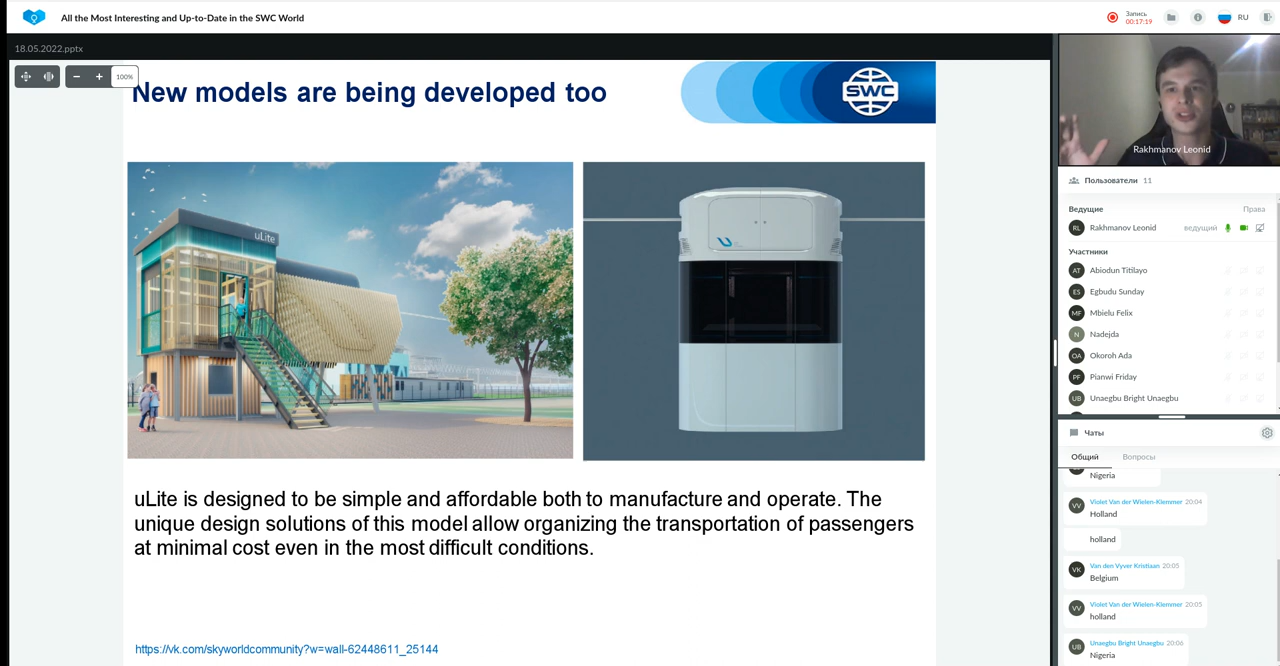 All the Most Interesting and Up-to-Date in the SWC World
Запись
00:17:19
RU
18.05.2022.pptx
100%
New models are being developed too
SWC
uLite
uLite is designed to be simple and affordable both to manufacture and operate. The
unique design solutions of this model allow organizing the transportation of passengers
at minimal cost even in the most difficult conditions.
https://vk.com/skyworldcommunity?w=wall-62448611_25144
Rakhmanov Leonid
Пользователи 11
Ведущие Права
RL Rakhmanov Leonid ведущий
Участники
AT Abiodun Titilayo
ES Egbudu Sunday
MF Mbielu Felix
N Nadejda
OA Okoroh Ada
PF Pianwi Friday
UB Unaegbu Bright Unaegbu
Чаты
Общий Вопросы
Nigeria
VV Violet Van der Wielen-Klemmer 20:04
Holland
holland
VK Van den Vyver Kristiaan 20:05
Belgium
VV Violet Van der Wielen-Klemmer 20:05
holland
UB Unaegbu Bright Unaegbu 20:06
Nigeria